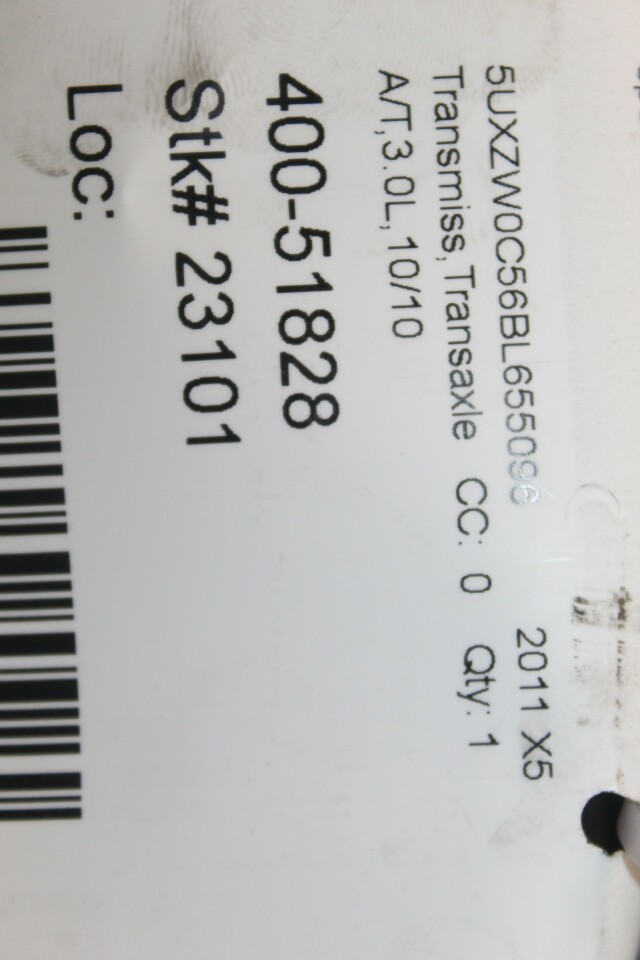 5UXZW0C56BL655096 2011 X5
Transmiss,Transaxle CC: 0 Qty: 1
A/T,3.0L,10/10
400-51828
Stk# 23101
Loc: